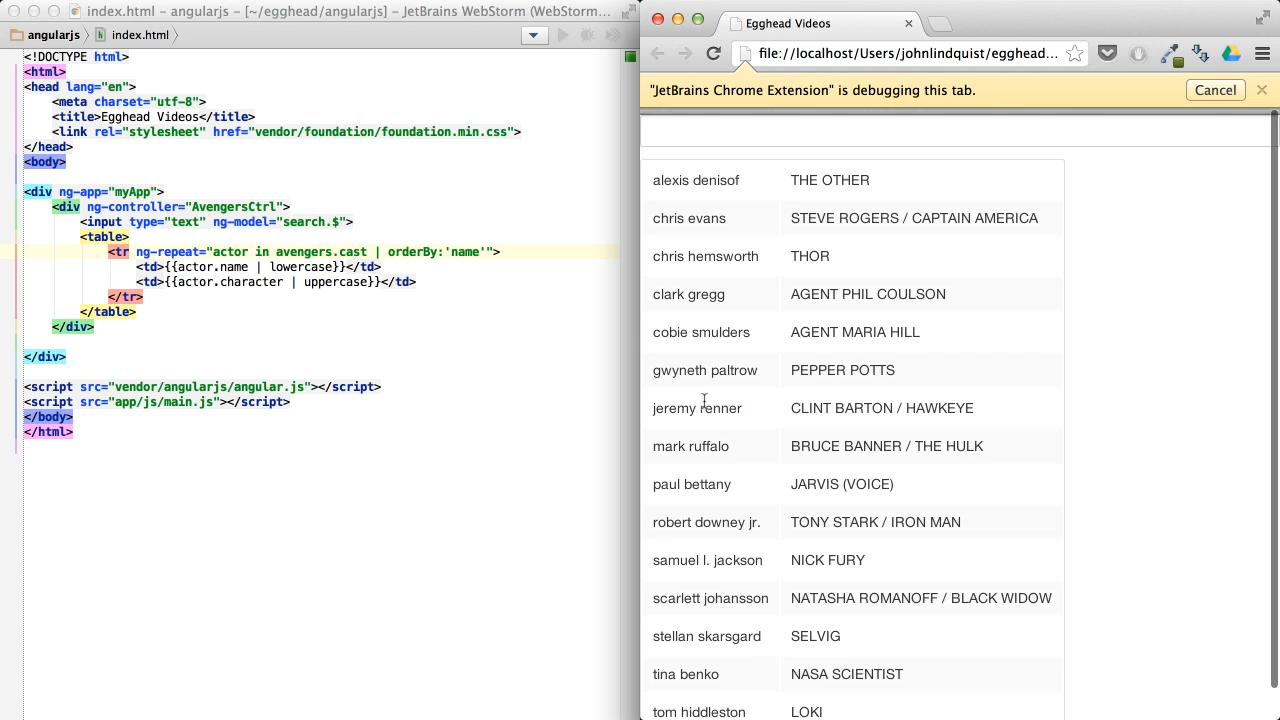 index.html - angularjs - [~/egghead/angularjs] - JetBrains WebStorm (WebStorm...
angularjs
index.html
<!DOCTYPE html>
<html>
<head lang="en">
<meta charset="utf-8">
<title>Egghead Videos</title>
<link rel="stylesheet" href="vendor/foundation/foundation.min.css">
</head>
<body>
<div ng-app="myApp">
<div ng-controller="AvengersCtrl">
<input type="text" ng-model="search.$">
<table>
<tr ng-repeat="actor in avengers.cast | orderBy:'name'">
<td>{{actor.name | lowercase}}</td>
<td>{{actor.character | uppercase}}</td>
</tr>
</table>
</div>
</div>
<script src="vendor/angularjs/angular.js"></script>
<script src="app/js/main.js"></script>
</body>
</html>
Egghead Videos
file://localhost/Users/johnlindquist/egghead...
"JetBrains Chrome Extension" is debugging this tab.
Cancel
alexis denisof THE OTHER
chris evans STEVE ROGERS / CAPTAIN AMERICA
chris hemsworth THOR
clark gregg AGENT PHIL COULSON
cobie smulders AGENT MARIA HILL
gwyneth paltrow PEPPER POTTS
jeremy renner CLINT BARTON / HAWKEYE
mark ruffalo BRUCE BANNER / THE HULK
paul bettany JARVIS (VOICE)
robert downey jr. TONY STARK / IRON MAN
samuel l. jackson NICK FURY
scarlett johansson NATASHA ROMANOFF / BLACK WIDOW
stellan skarsgard SELVIG
tina benko NASA SCIENTIST
tom hiddleston LOKI